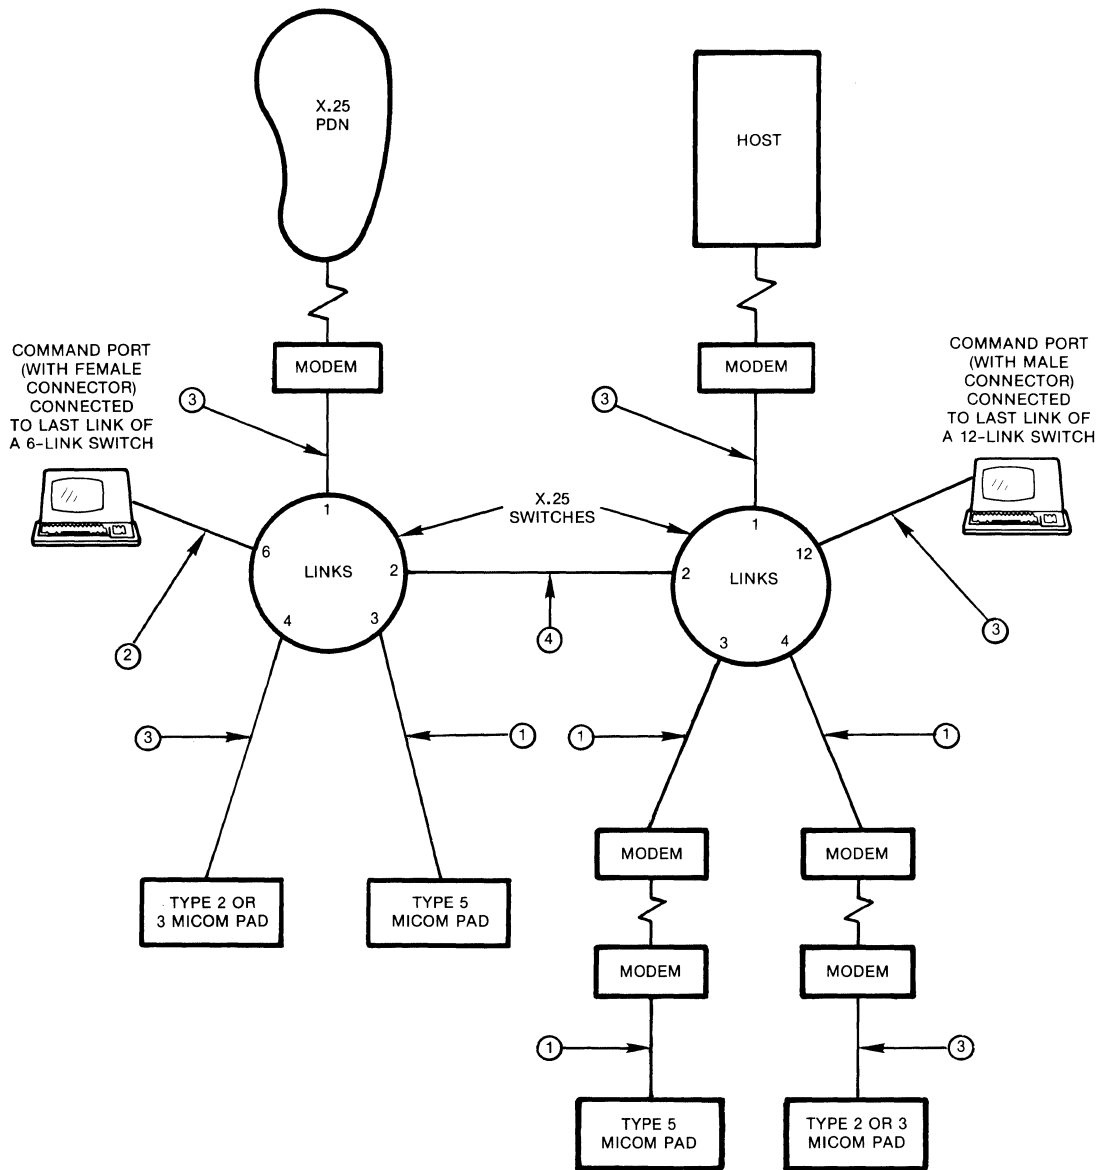 X.25
PDN
HOST
MODEM
MODEM
COMMAND PORT
(WITH FEMALE
CONNECTOR)
CONNECTED
TO LAST LINK OF
A 6-LINK SWITCH
COMMAND PORT
(WITH MALE
CONNECTOR)
CONNECTED
TO LAST LINK OF
A 12-LINK SWITCH
3
3
X.25
SWITCHES
1
6
LINKS
2
4
3
1
12
LINKS
2
3
4
2
4
3
3
1
1
1
TYPE 2 OR
3 MICOM PAD
TYPE 5
MICOM PAD
MODEM
MODEM
MODEM
MODEM
1
3
TYPE 5
MICOM PAD
TYPE 2 OR 3
MICOM PAD